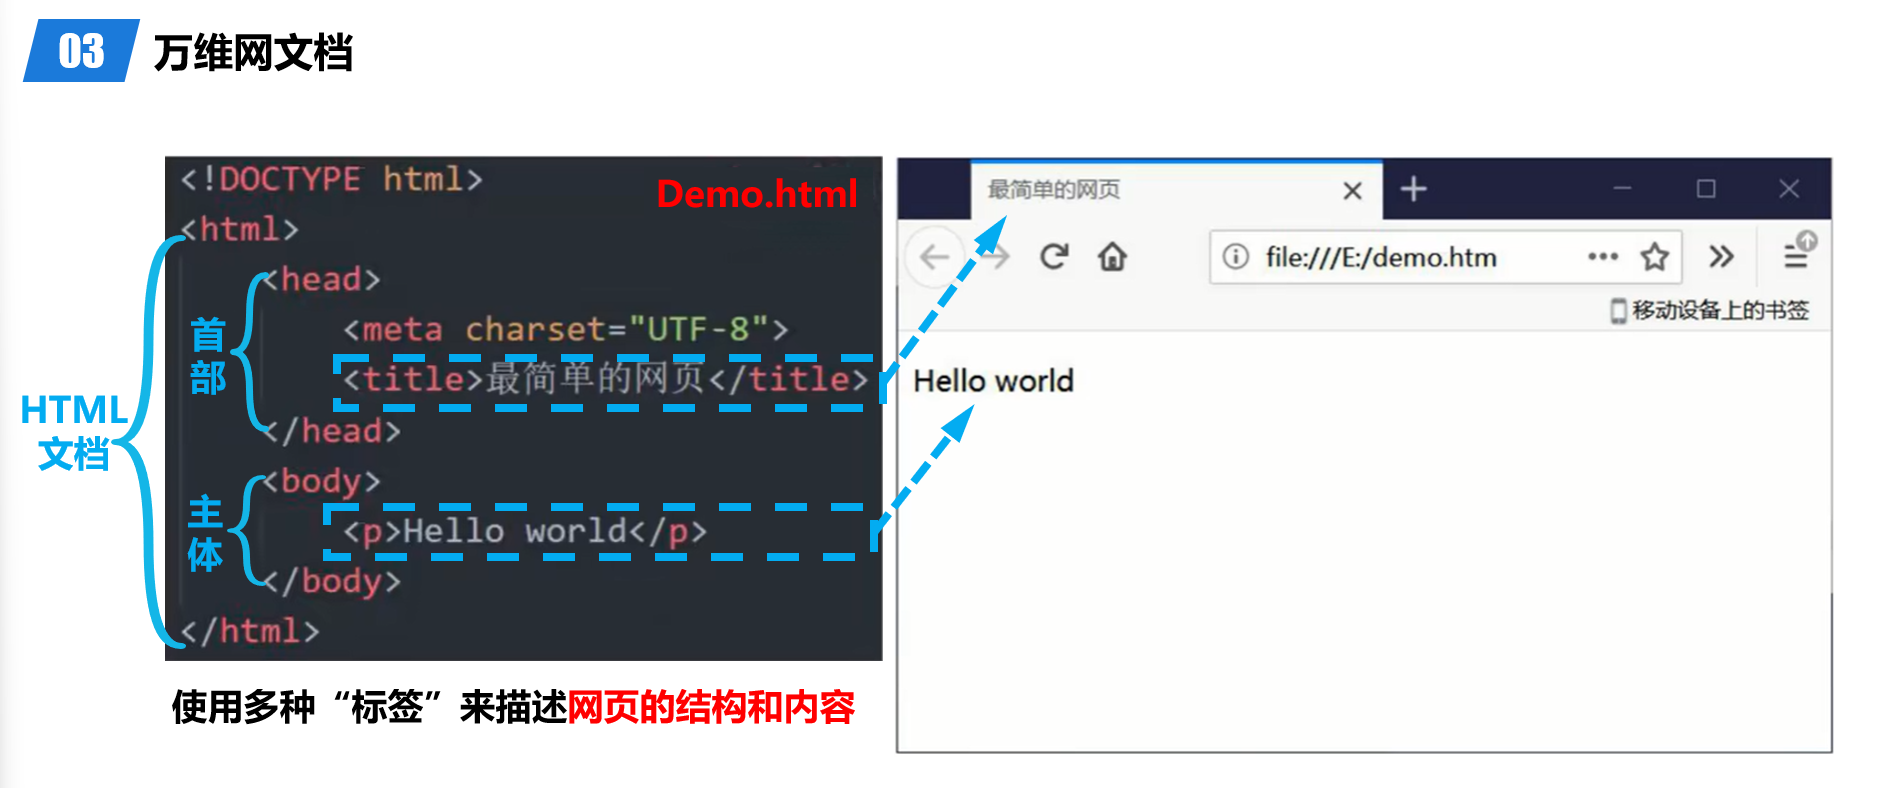 03 万维网文档
Demo.html
<!DOCTYPE html>
<html>
<head>
<meta charset="UTF-8">
<title>最简单的网页</title>
</head>
<body>
<p>Hello world</p>
</body>
</html>
HTML
文档
首
部
主
体
使用多种“标签”来描述网页的结构和内容
最简单的网页
file:///E:/demo.htm
移动设备上的书签
Hello world